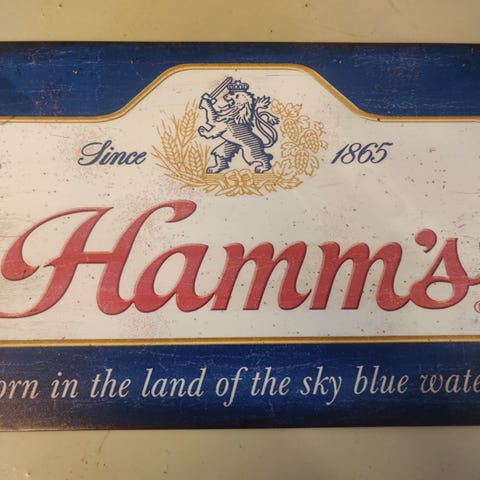 Since 1865
Hamm's
orn in the land of the sky blue wate